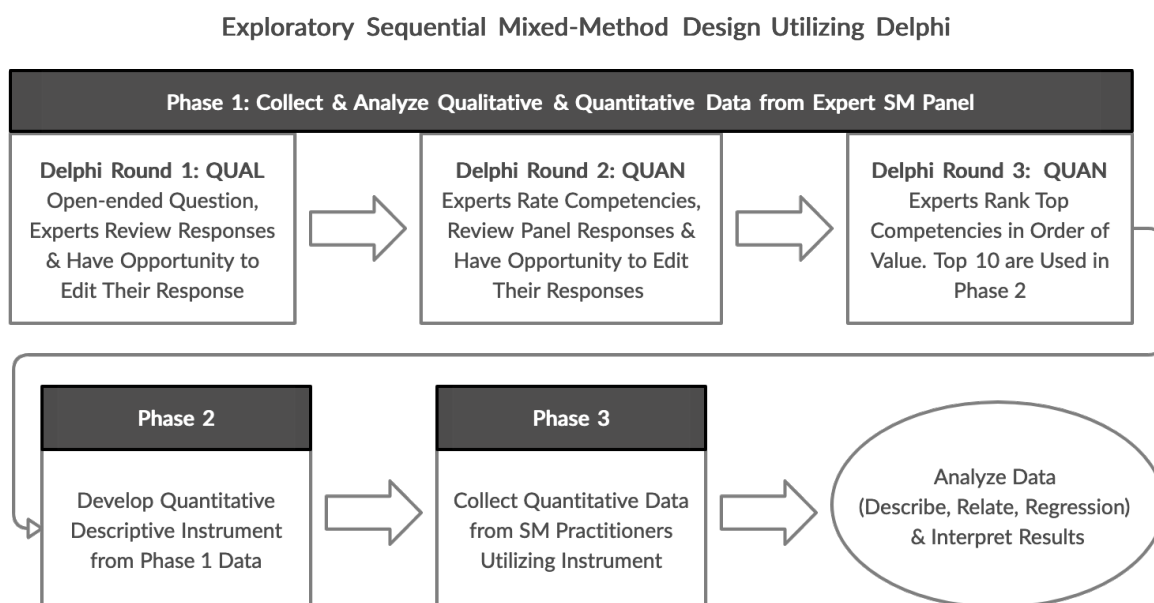 Exploratory Sequential Mixed-Method Design Utilizing Delphi
Phase 1: Collect & Analyze Qualitative & Quantitative Data from Expert SM Panel
Delphi Round 1: QUAL
Open-ended Question,
Experts Review Responses
& Have Opportunity to
Edit Their Response
Delphi Round 2: QUAN
Experts Rate Competencies,
Review Panel Responses &
Have Opportunity to Edit
Their Responses
Delphi Round 3: QUAN
Experts Rank Top
Competencies in Order of
Value. Top 10 are Used in
Phase 2
Phase 2
Develop Quantitative
Descriptive Instrument
from Phase 1 Data
Phase 3
Collect Quantitative Data
from SM Practitioners
Utilizing Instrument
Analyze Data
(Describe, Relate, Regression)
& Interpret Results